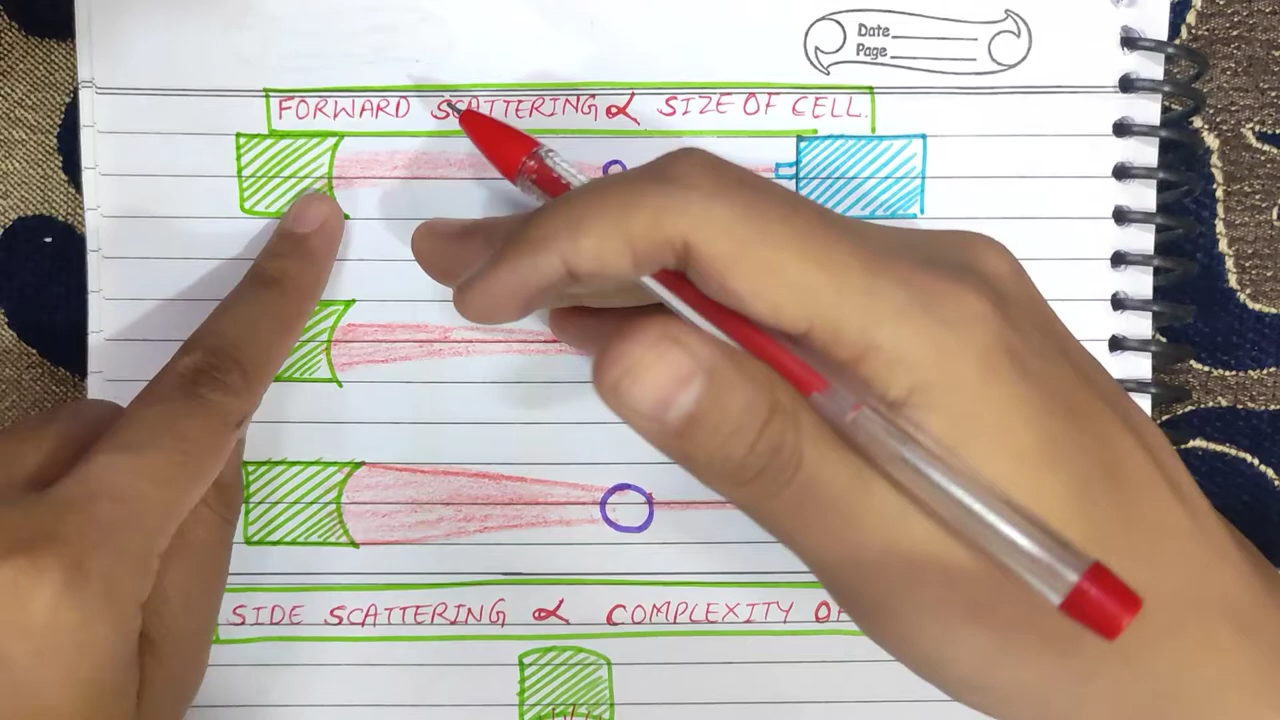 Date
Page
FORWARD SCATTERING ∝ SIZE OF CELL.
SIDE SCATTERING ∝ COMPLEXITY OF